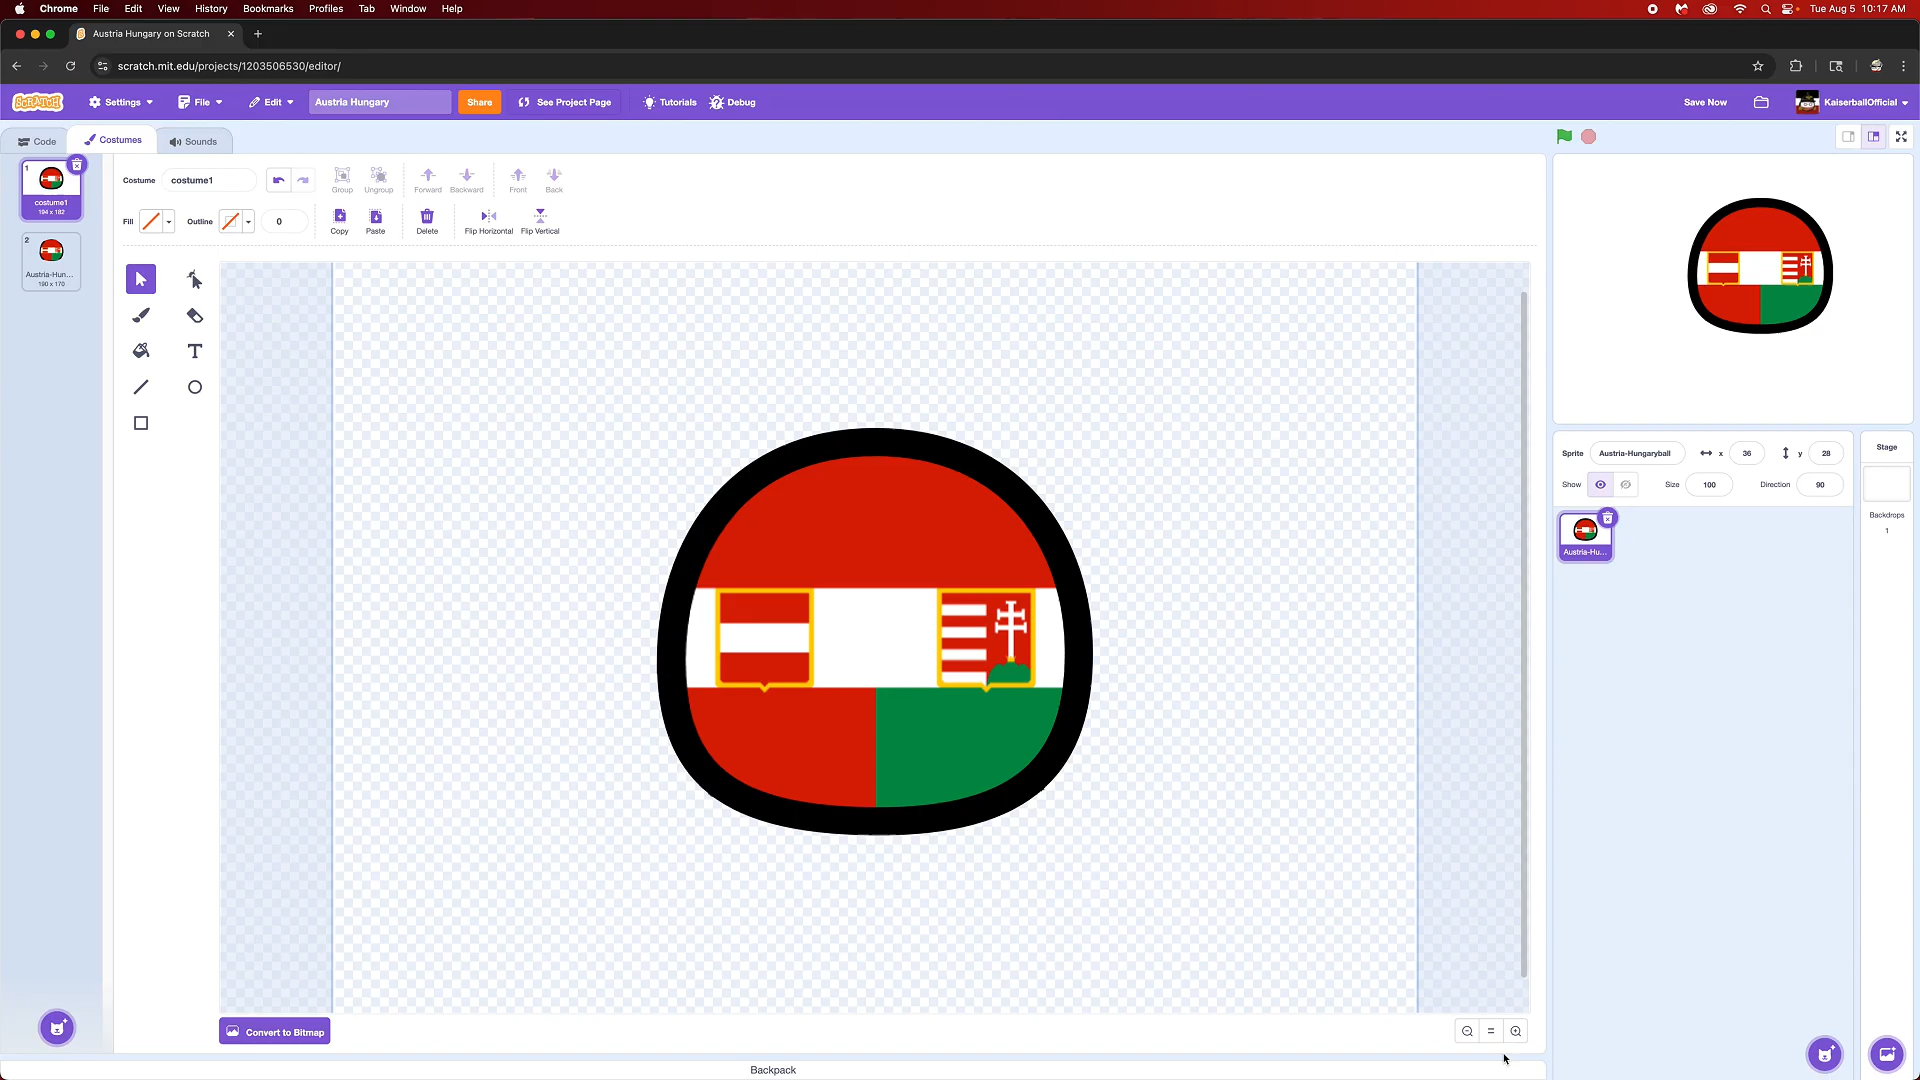 Chrome File Edit View History Bookmarks Profiles Tab Window Help Tue Aug 5 10:17 AM
Austria Hungary on Scratch
scratch.mit.edu/projects/1203506530/editor/
SCRATCH Settings File Edit Austria Hungary Share See Project Page Tutorials Debug Save Now KaiserballOfficial
Code Costumes Sounds
1
costume1
194 x 182
2
Austria-Hun...
190 x 170
Costume costume1 Group Ungroup Forward Backward Front Back
Fill Outline 0 Copy Paste Delete Flip Horizontal Flip Vertical
T
Convert to Bitmap
Backpack
Sprite Austria-Hungaryball x 36 y 28
Show Size 100 Direction 90
Austria-Hu...
Stage
Backdrops
1